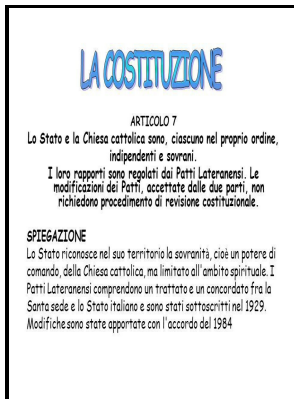 LA COSTITUZIONE
ARTICOLO 7
Lo Stato e la Chiesa cattolica sono, ciascuno nel proprio ordine,
indipendenti e sovrani.
I loro rapporti sono regolati dai Patti Lateranensi. Le
modificazioni dei Patti, accettate dalle due parti, non
richiedono procedimento di revisione costituzionale.
SPIEGAZIONE
Lo Stato riconosce nel suo territorio la sovranità, cioè un potere di
comando, della Chiesa cattolica, ma limitato all'ambito spirituale. I
Patti Lateranensi comprendono un trattato e un concordato fra la
Santa sede e lo Stato italiano e sono stati sottoscritti nel 1929.
Modifiche sono state apportate con l'accordo del 1984